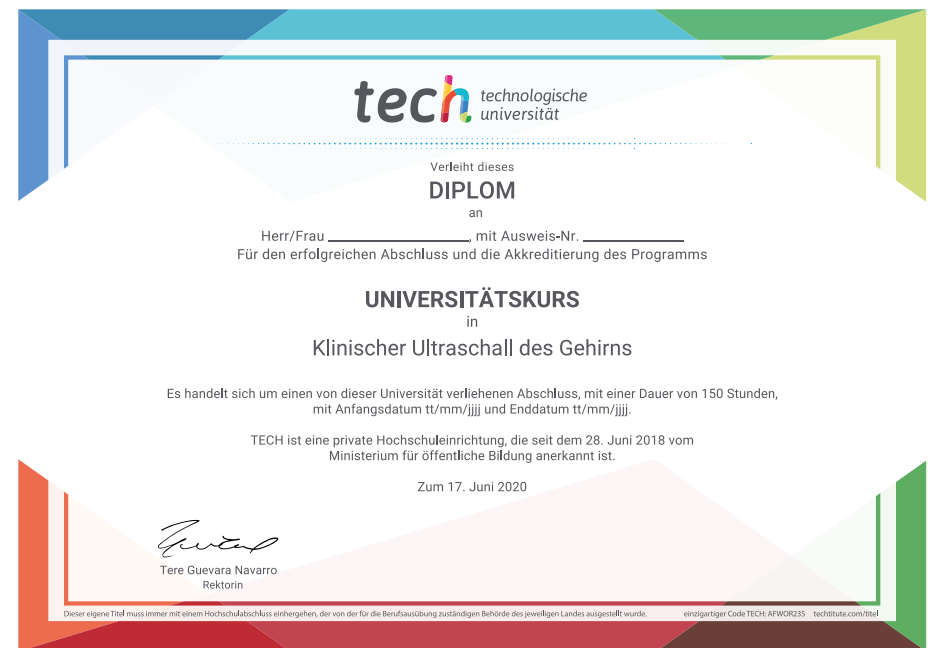 tech technologische
universität
Verleiht dieses
DIPLOM
an
Herr/Frau ____________________, mit Ausweis-Nr. ______________
Für den erfolgreichen Abschluss und die Akkreditierung des Programms
UNIVERSITÄTSKURS
in
Klinischer Ultraschall des Gehirns
Es handelt sich um einen von dieser Universität verliehenen Abschluss, mit einer Dauer von 150 Stunden,
mit Anfangsdatum tt/mm/jjjj und Enddatum tt/mm/jjjj.
TECH ist eine private Hochschuleinrichtung, die seit dem 28. Juni 2018 vom
Ministerium für öffentliche Bildung anerkannt ist.
Zum 17. Juni 2020
Tere Guevara Navarro
Rektorin
Dieser eigene Titel muss immer mit einem Hochschulabschluss einhergehen, der von der für die Berufsausübung zuständigen Behörde des jeweiligen Landes ausgestellt wurde. einzigartiger Code TECH: AFWOR23S techtitute.com/titel